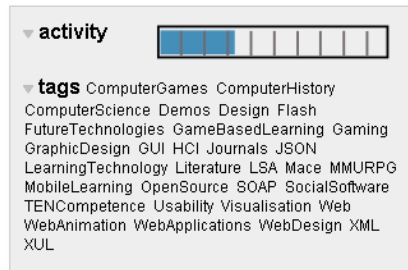 activity
tags ComputerGames ComputerHistory
ComputerScience Demos Design Flash
FutureTechnologies GameBasedLearning Gaming
GraphicDesign GUI HCI Journals JSON
LearningTechnology Literature LSA Mace MMURPG
MobileLearning OpenSource SOAP SocialSoftware
TENCompetence Usability Visualisation Web
WebAnimation WebApplications WebDesign XML
XUL